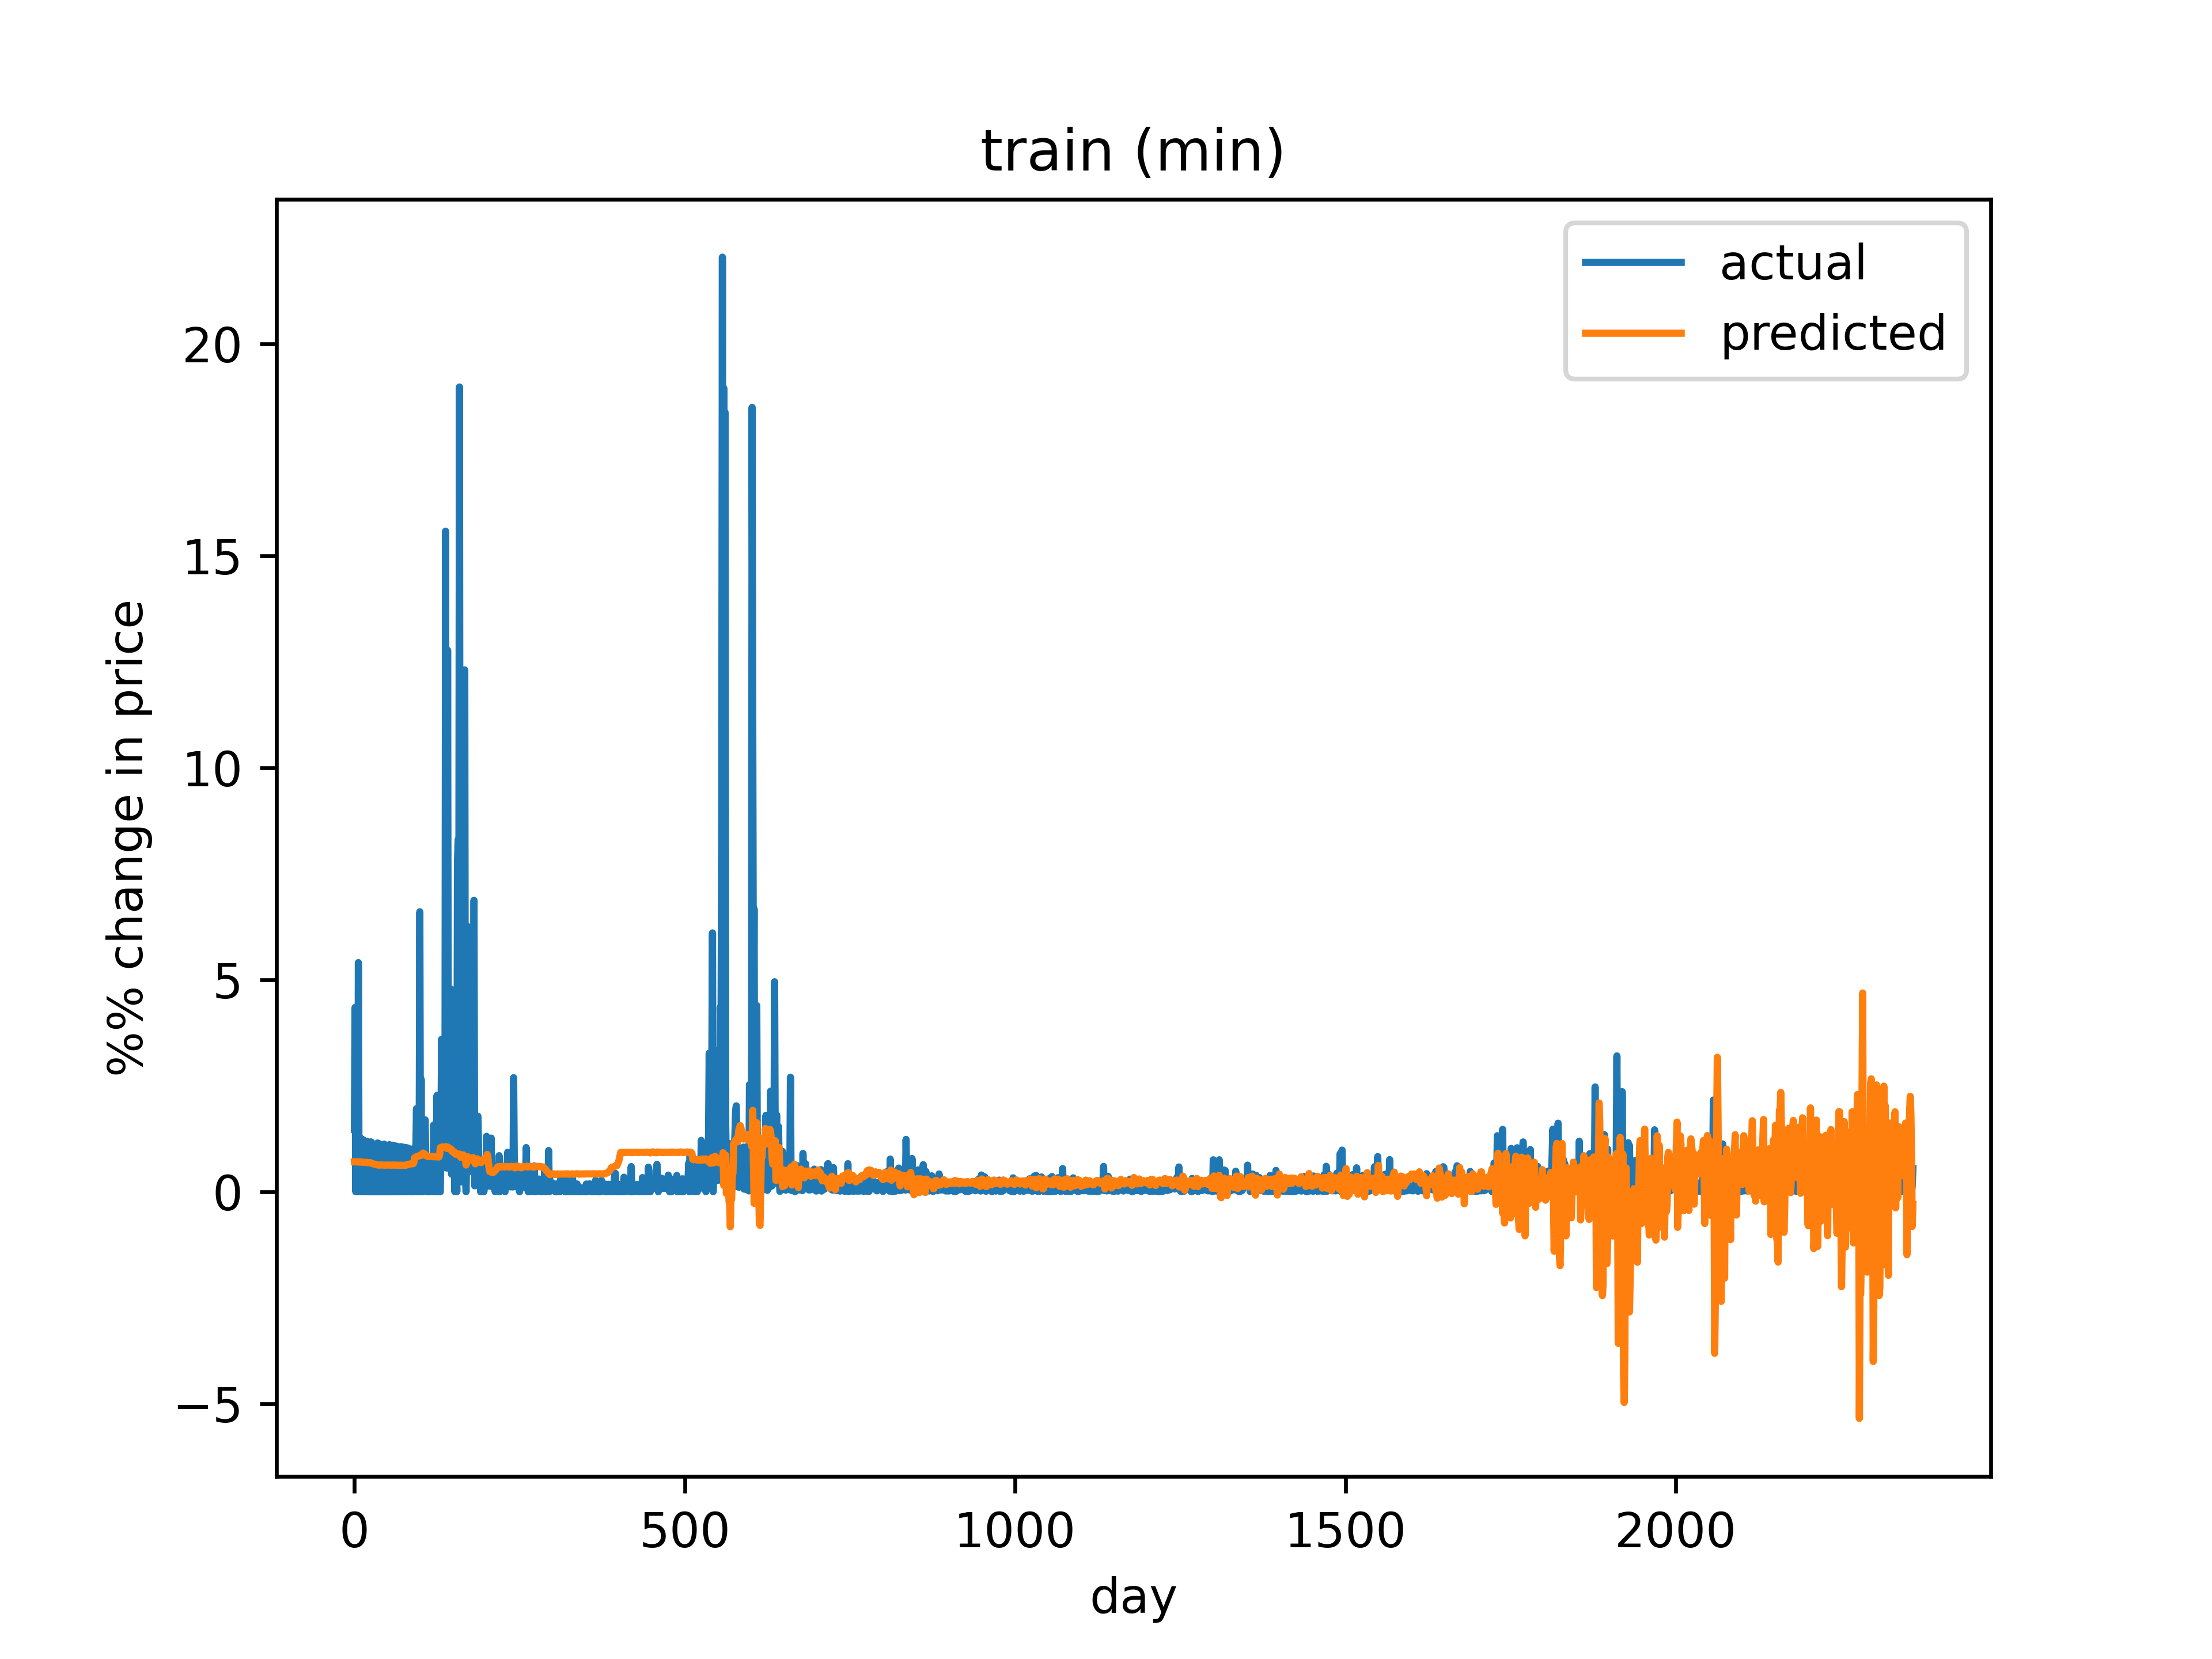 train (min)
actual
predicted
%% change in price
20
15
10
5
0
−5
0 500 1000 1500 2000
day